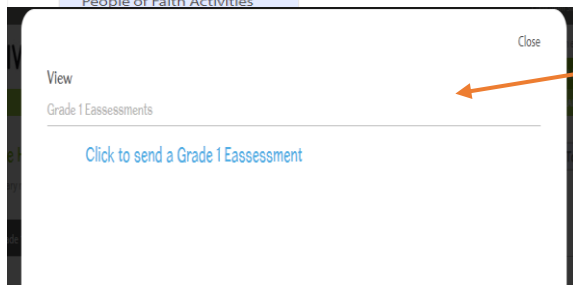 People of Faith Activities
Close
View
Grade 1 Eassessments
Click to send a Grade 1 Eassessment